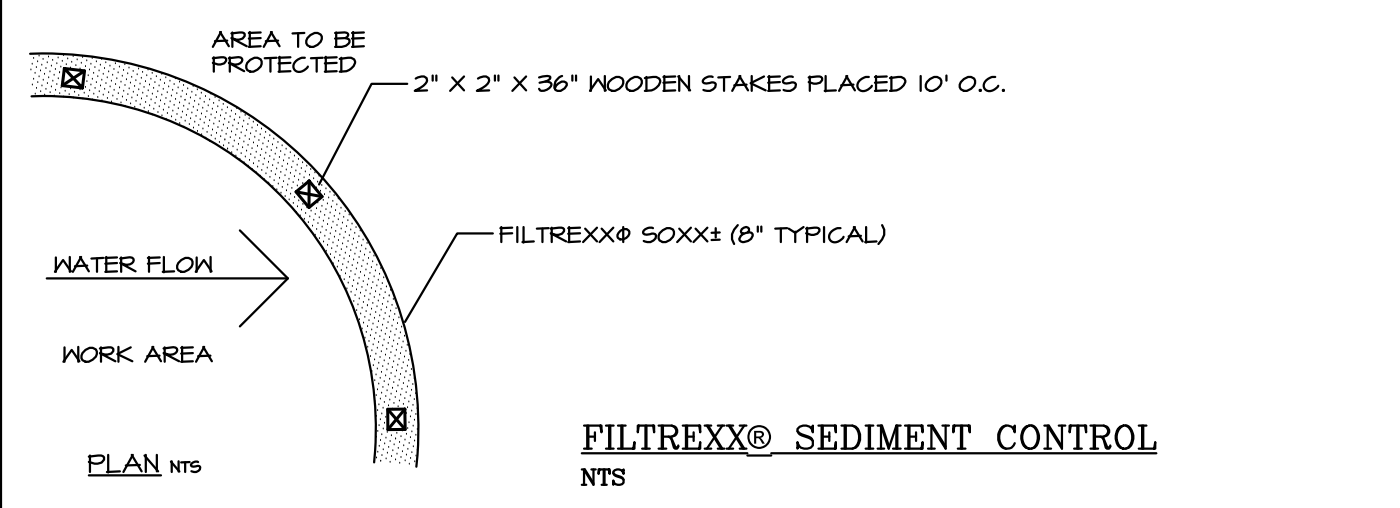 AREA TO BE
PROTECTED
2" X 2" X 36" WOODEN STAKES PLACED 10' O.C.
FILTREXXΦ SOXX± (8" TYPICAL)
WATER FLOW
WORK AREA
PLAN NTS
FILTREXX® SEDIMENT CONTROL
NTS